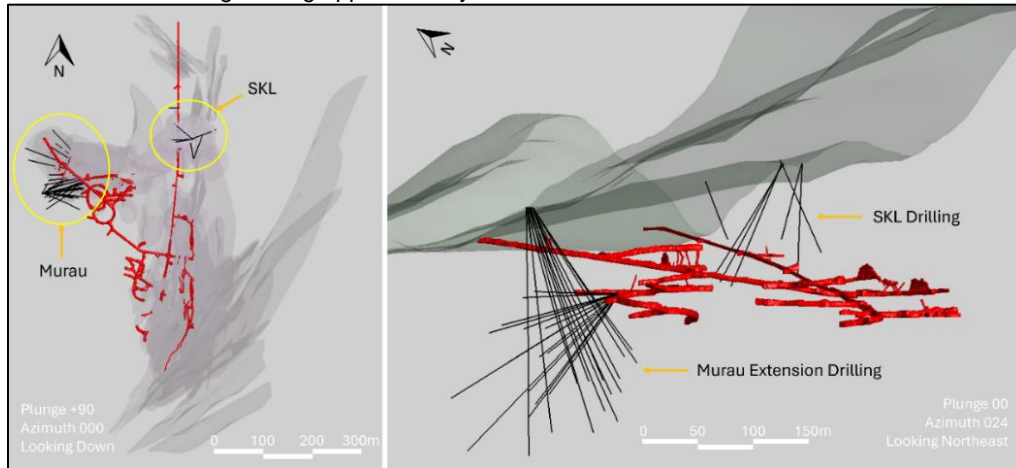 N
SKL
Murau
Plunge +90
Azimuth 000
Looking Down
0 100 200 300m
N
SKL Drilling
Murau Extension Drilling
Plunge 00
Azimuth 024
Looking Northeast
0 50 100 150m